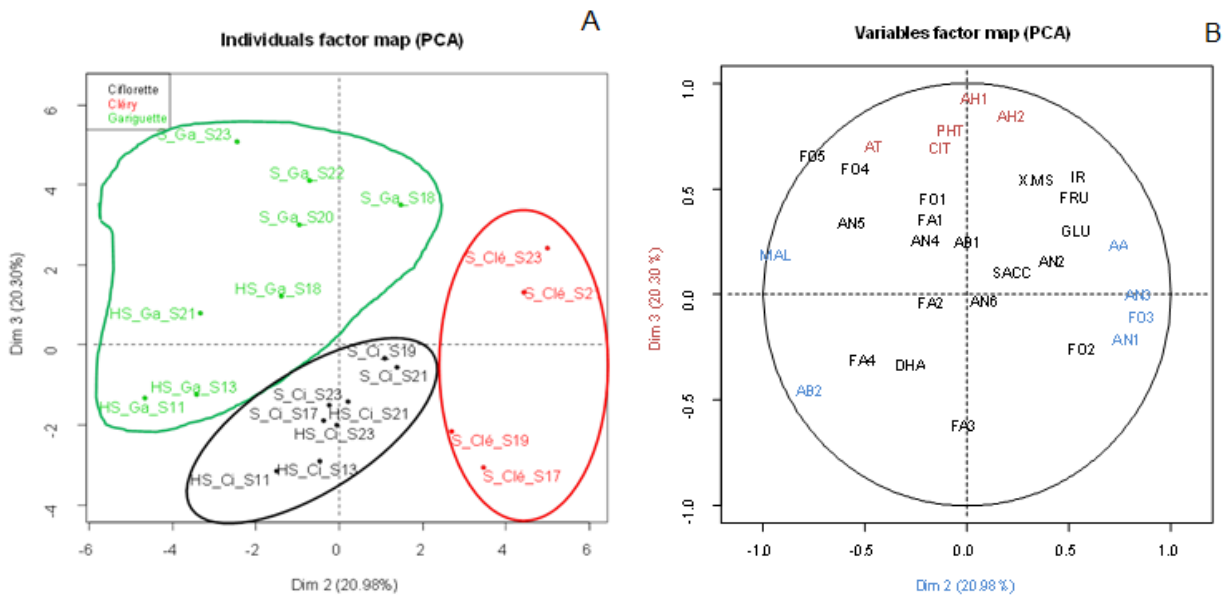 A
Individuals factor map (PCA)
Ciflorette
Cléry
Gariguette
S_Ga_S23
S_Ga_S22
S_Ga_S18
S_Ga_S20
HS_Ga_S18
HS_Ga_S21
HS_Ga_S13
HS_Ga_S11
S_Clé_S23
S_Clé_S2
S_Clé_S19
S_Clé_S17
S_Ci_S19
S_Ci_S21
S_Ci_S23
S_Ci_S17
HS_Ci_S21
HS_Ci_S23
HS_Ci_S13
HS_Ci_S11
6
4
2
0
-2
-4
Dim 3 (20.30%)
-6 -4 -2 0 2 4 6
Dim 2 (20.98%)
B
Variables factor map (PCA)
AH1
AH2
PHT
CIT
AT
FO5
FO4
X.MS
IR
FRU
FO1
FA1
AN5
AN4
AB1
GLU
AA
MAL
AN2
SACC
AN3
FA2
AN6
FO3
AN1
FO2
FA4
DHA
AB2
FA3
1.0
0.5
0.0
-0.5
-1.0
Dim 3 (20.30 %)
-1.0 -0.5 0.0 0.5 1.0
Dim 2 (20.98 %)